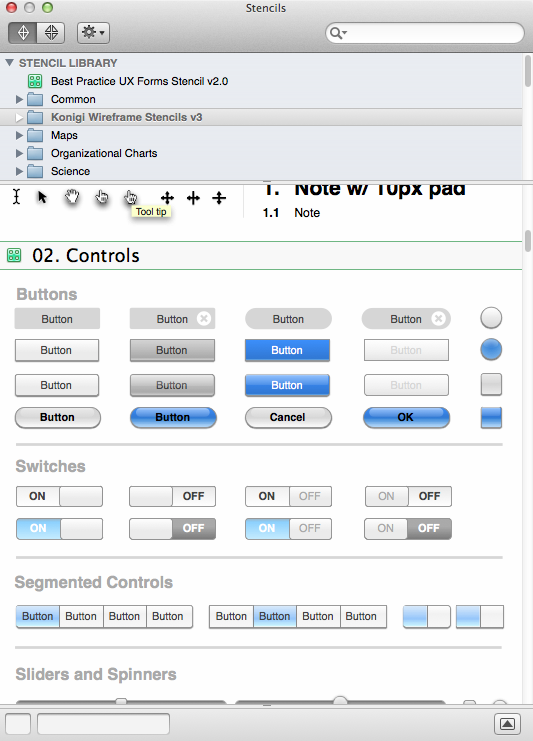 Stencils
STENCIL LIBRARY
Best Practice UX Forms Stencil v2.0
Common
Konigi Wireframe Stencils v3
Maps
Organizational Charts
Science
1. Note w/ 10px pad
Tool tip
1.1 Note
02. Controls
Buttons
Button Button Button Button
Button Button Button Button
Button Button Button Button
Button Button Cancel OK
Switches
ON OFF ON OFF ON OFF
ON OFF ON OFF ON OFF
Segmented Controls
Button Button Button Button Button Button Button Button
Sliders and Spinners